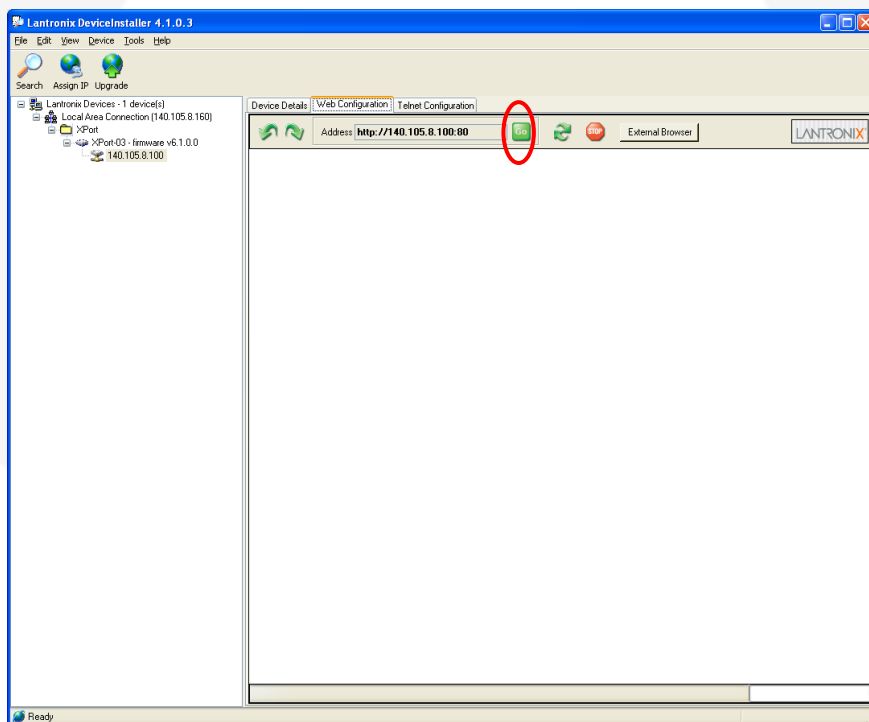 Lantronix DeviceInstaller 4.1.0.3
File Edit View Device Tools Help
Search Assign IP Upgrade
Lantronix Devices - 1 device(s)
Local Area Connection (140.105.8.160)
XPort
XPort-03 - firmware v6.1.0.0
140.105.8.100
Device Details Web Configuration Telnet Configuration
Address http://140.105.8.100:80 Go STOP External Browser LANTRONIX
Ready